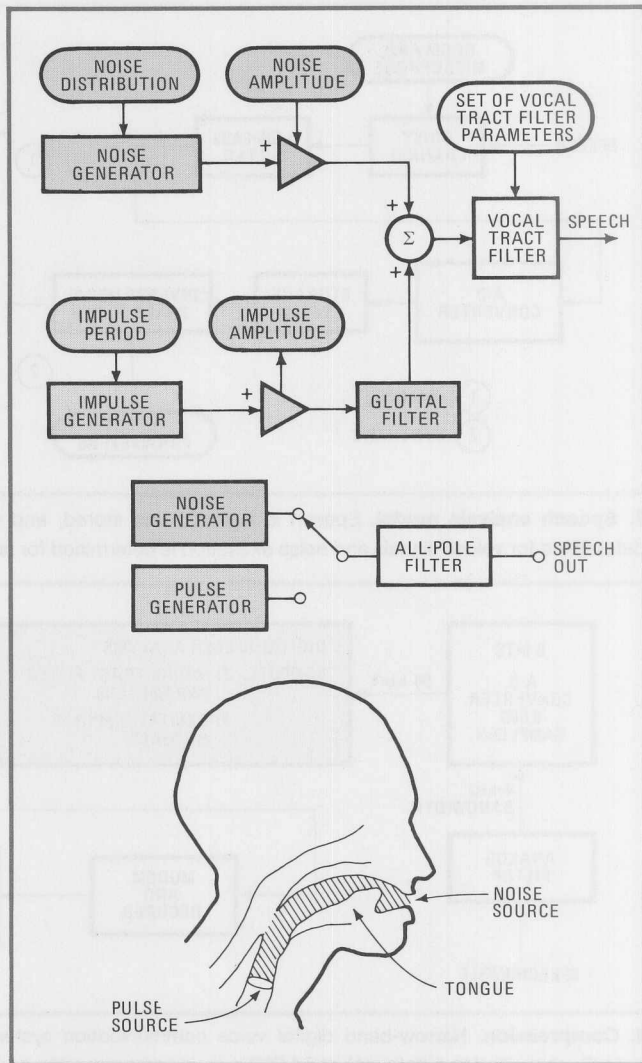 NOISE
DISTRIBUTION
NOISE
AMPLITUDE
SET OF VOCAL
TRACT FILTER
PARAMETERS
NOISE GENERATOR
+
+
Σ
+
VOCAL
TRACT
FILTER
SPEECH
IMPULSE
PERIOD
IMPULSE
AMPLITUDE
IMPULSE
GENERATOR
+
GLOTTAL
FILTER
NOISE
GENERATOR
PULSE
GENERATOR
ALL-POLE
FILTER
SPEECH
OUT
NOISE
SOURCE
TONGUE
PULSE
SOURCE